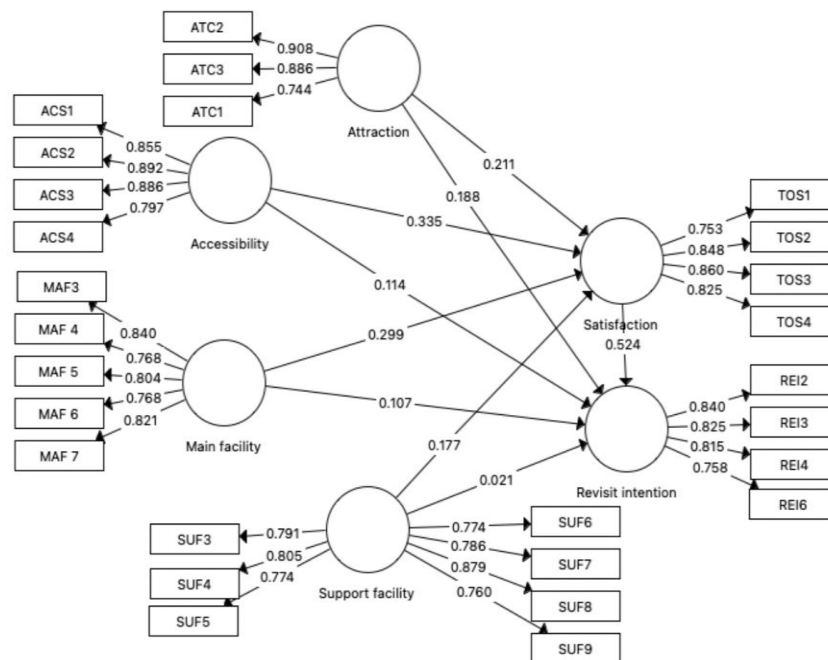 ATC2
ATC3
ATC1
0.908
0.886
0.744
Attraction
ACS1
ACS2
ACS3
ACS4
0.855
0.892
0.886
0.797
Accessibility
MAF3
MAF 4
MAF 5
MAF 6
MAF 7
0.840
0.768
0.804
0.768
0.821
Main facility
SUF3
SUF4
SUF5
0.791
0.805
0.774
Support facility
0.774
0.786
0.879
0.760
SUF6
SUF7
SUF8
SUF9
0.211
0.188
0.335
0.114
0.299
0.107
0.177
0.021
Satisfaction
0.524
0.753
0.848
0.860
0.825
TOS1
TOS2
TOS3
TOS4
Revisit intention
0.840
0.825
0.815
0.758
REI2
REI3
REI4
REI6